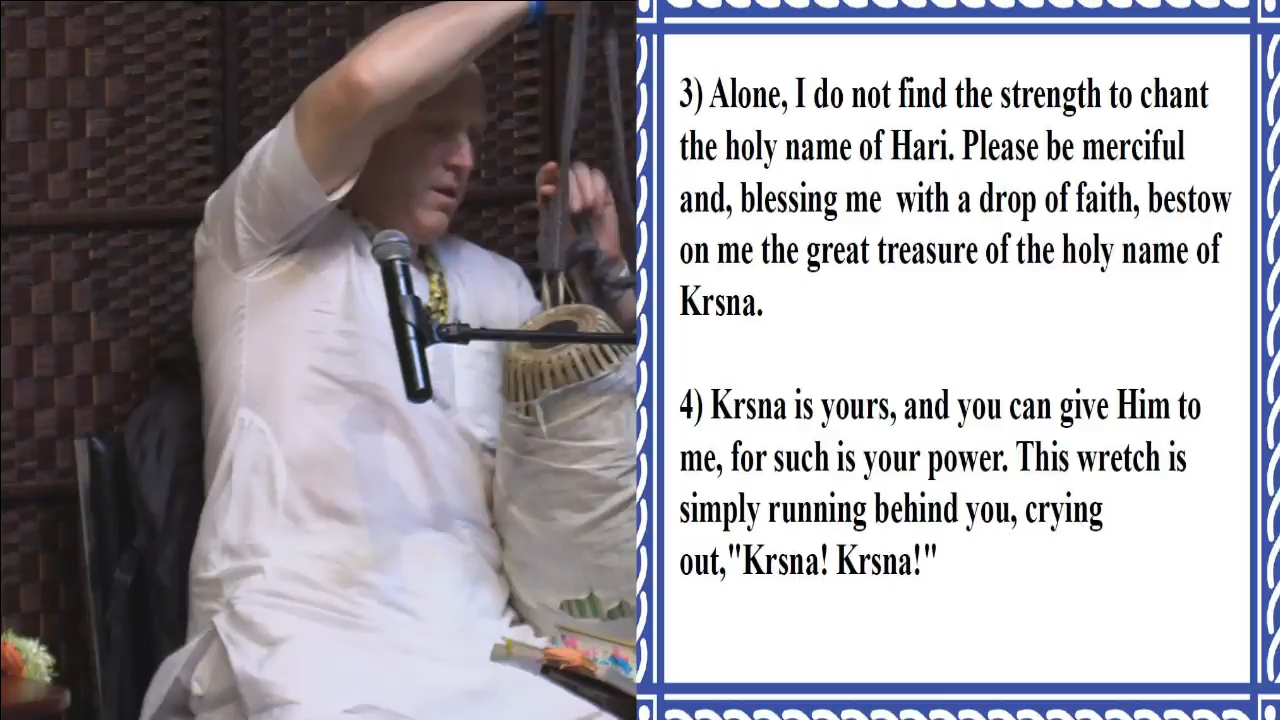 3) Alone, I do not find the strength to chant
the holy name of Hari. Please be merciful
and, blessing me  with a drop of faith, bestow
on me the great treasure of the holy name of
Krsna.
4) Krsna is yours, and you can give Him to
me, for such is your power. This wretch is
simply running behind you, crying
out,"Krsna! Krsna!"